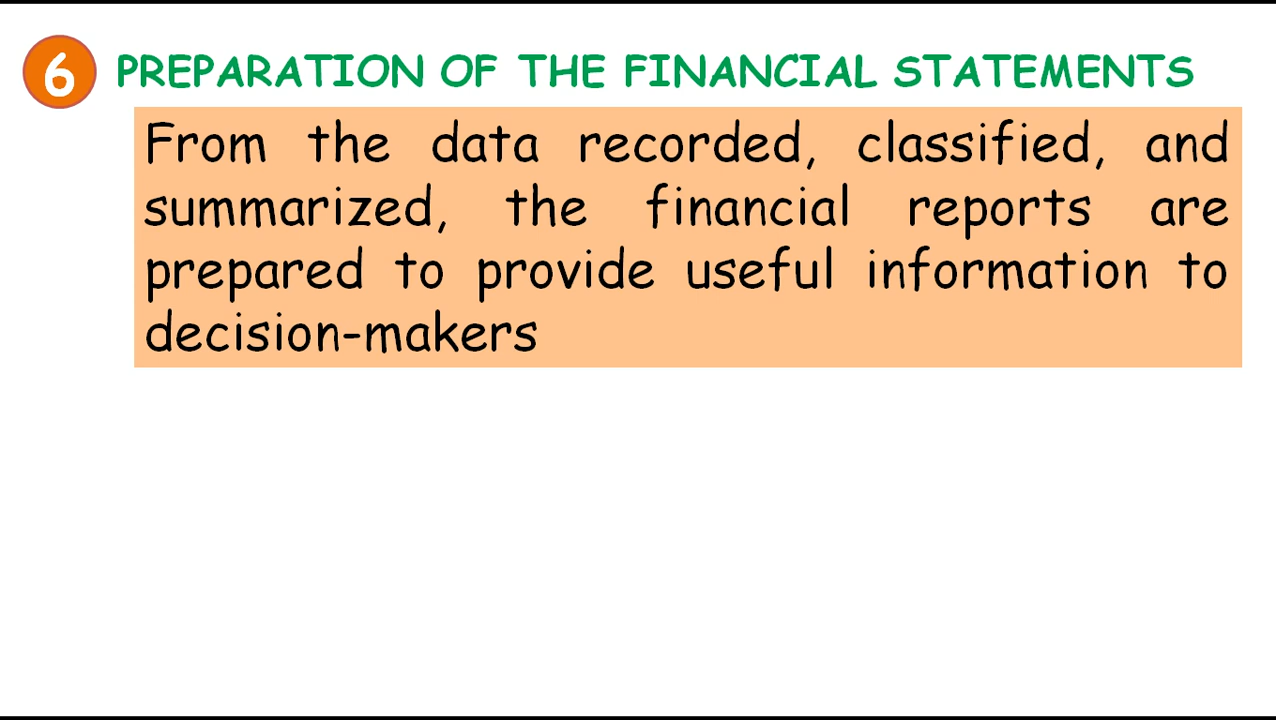 6 PREPARATION OF THE FINANCIAL STATEMENTS
From the data recorded, classified, and
summarized, the financial reports are
prepared to provide useful information to
decision-makers